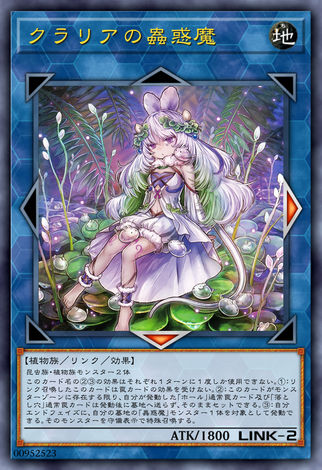 クラリアの蟲惑魔
地
ち
【植物族／リンク／効果】
昆虫族・植物族モンスター２体
このカード名の②③の効果はそれぞれ１ターンに１度しか使用できない。①：リ
ンク召喚したこのカードは罠カードの効果を受けない。②：このカードがモンス
ターゾーンに存在する限り、自分が発動した「ホール」通常罠カード及び「落と
し穴」通常罠カードは発動後に墓地へ送らず、そのままセットできる。③：自分
エンドフェイズに、自分の墓地の「蟲惑魔」モンスター１体を対象として発動で
きる。そのモンスターを守備表示で特殊召喚する。
ATK/1800 LINK-2
00952523